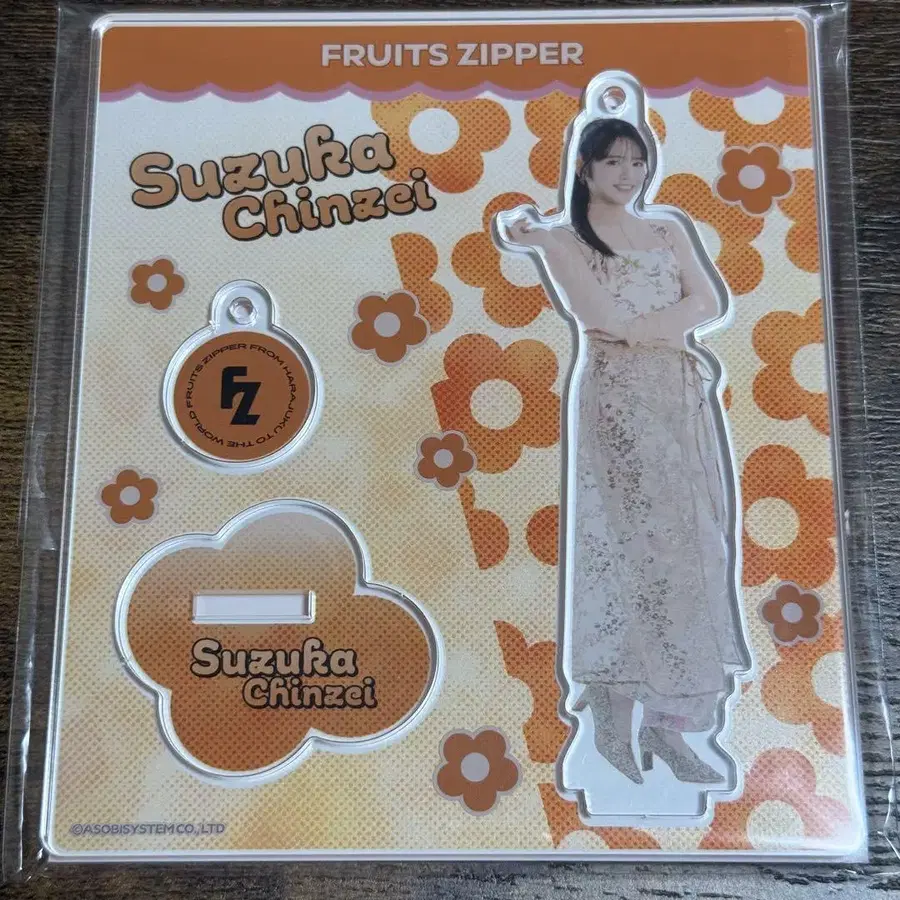 FRUITS ZIPPER
Suzuka
Chinzei
FZ
FRUITS ZIPPER FROM HARAJUKU TO THE WORLD
Suzuka
Chinzei
©ASOBISYSTEM CO.,LTD